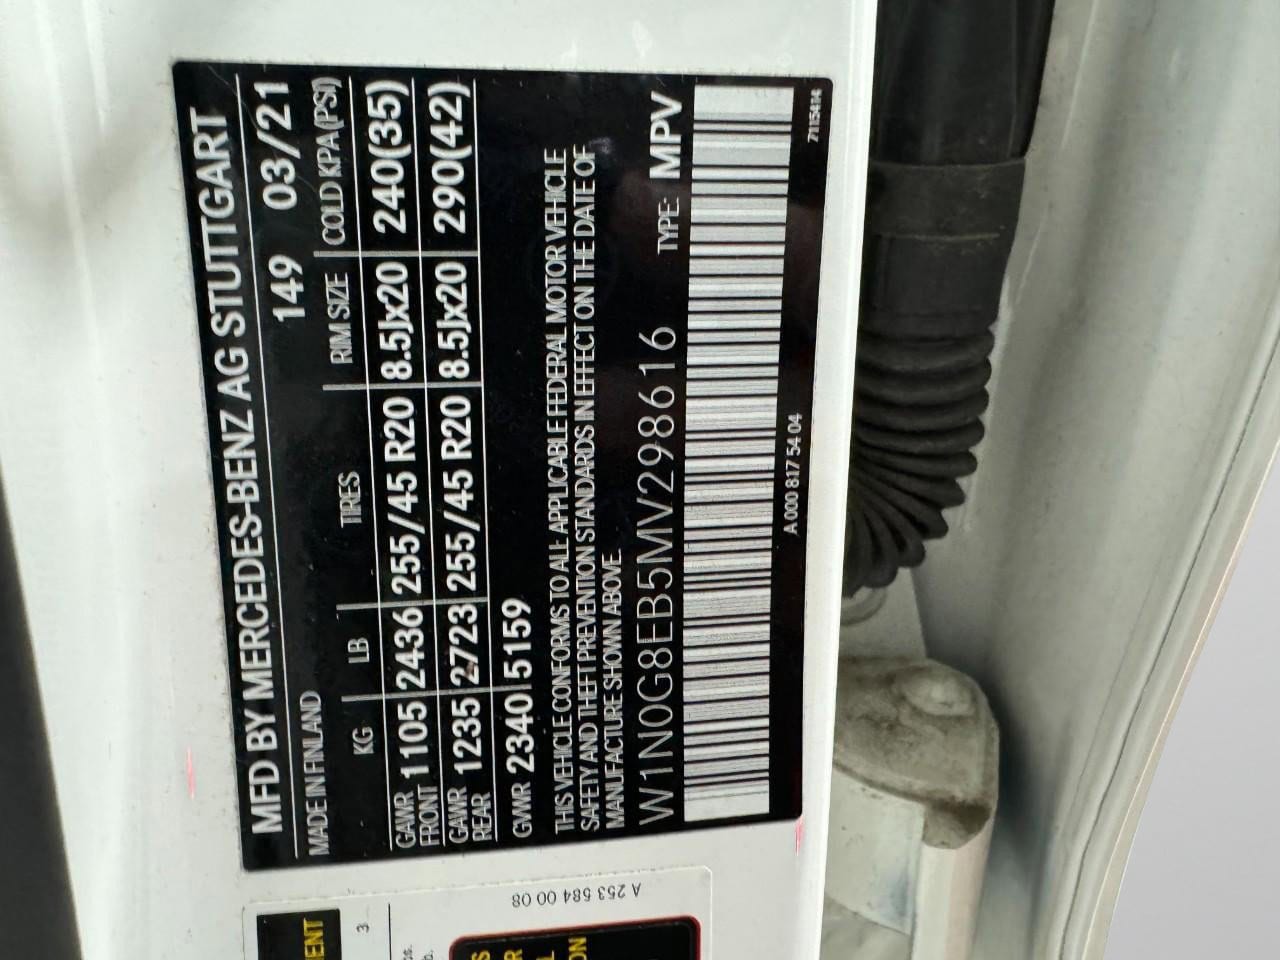 MFD BY MERCEDES-BENZ AG STUTTGART
MADE IN FINLAND 149 03/21
KG LB TIRES RIM SIZE COLD KPA(PSI)
GAWR FRONT 1105 2436 255/45 R20 8.5Jx20 240(35)
GAWR REAR 1235 2723 255/45 R20 8.5Jx20 290(42)
GVWR 2340 5159
THIS VEHICLE CONFORMS TO ALL APPLICABLE FEDERAL MOTOR VEHICLE
SAFETY AND THEFT PREVENTION STANDARDS IN EFFECT ON THE DATE OF
MANUFACTURE SHOWN ABOVE.
W1N0G8EB5MV298616 TYPE: MPV
A 000 817 54 04
7115414
A 253 584 00 08